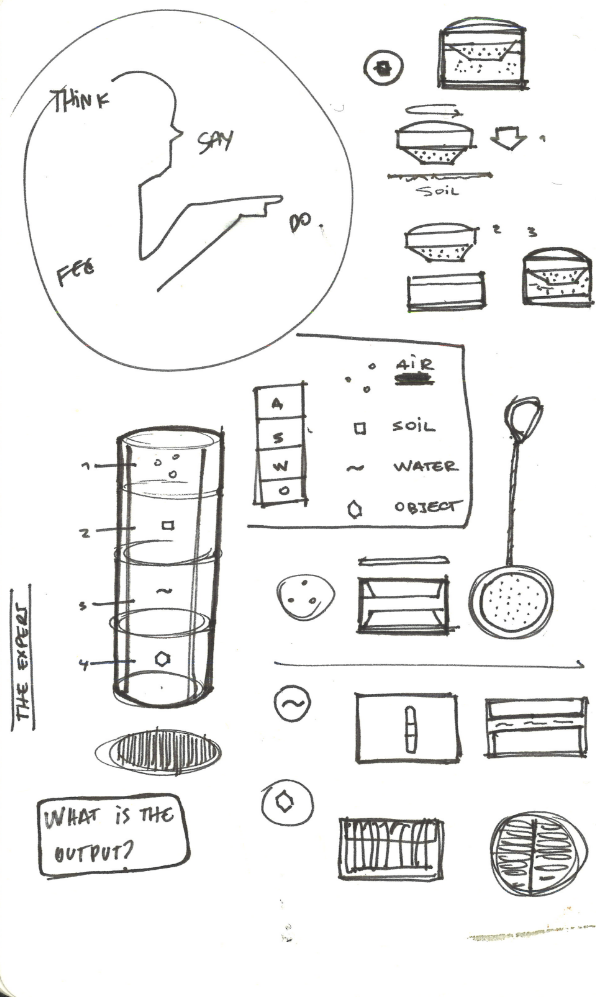 THINK
SAY
DO.
FEE
1
SOIL
2 3
AIR
A
S
W
O
SOIL
WATER
OBJECT
1
2
3
4
THE EXPERT
WHAT IS THE
OUTPUT?